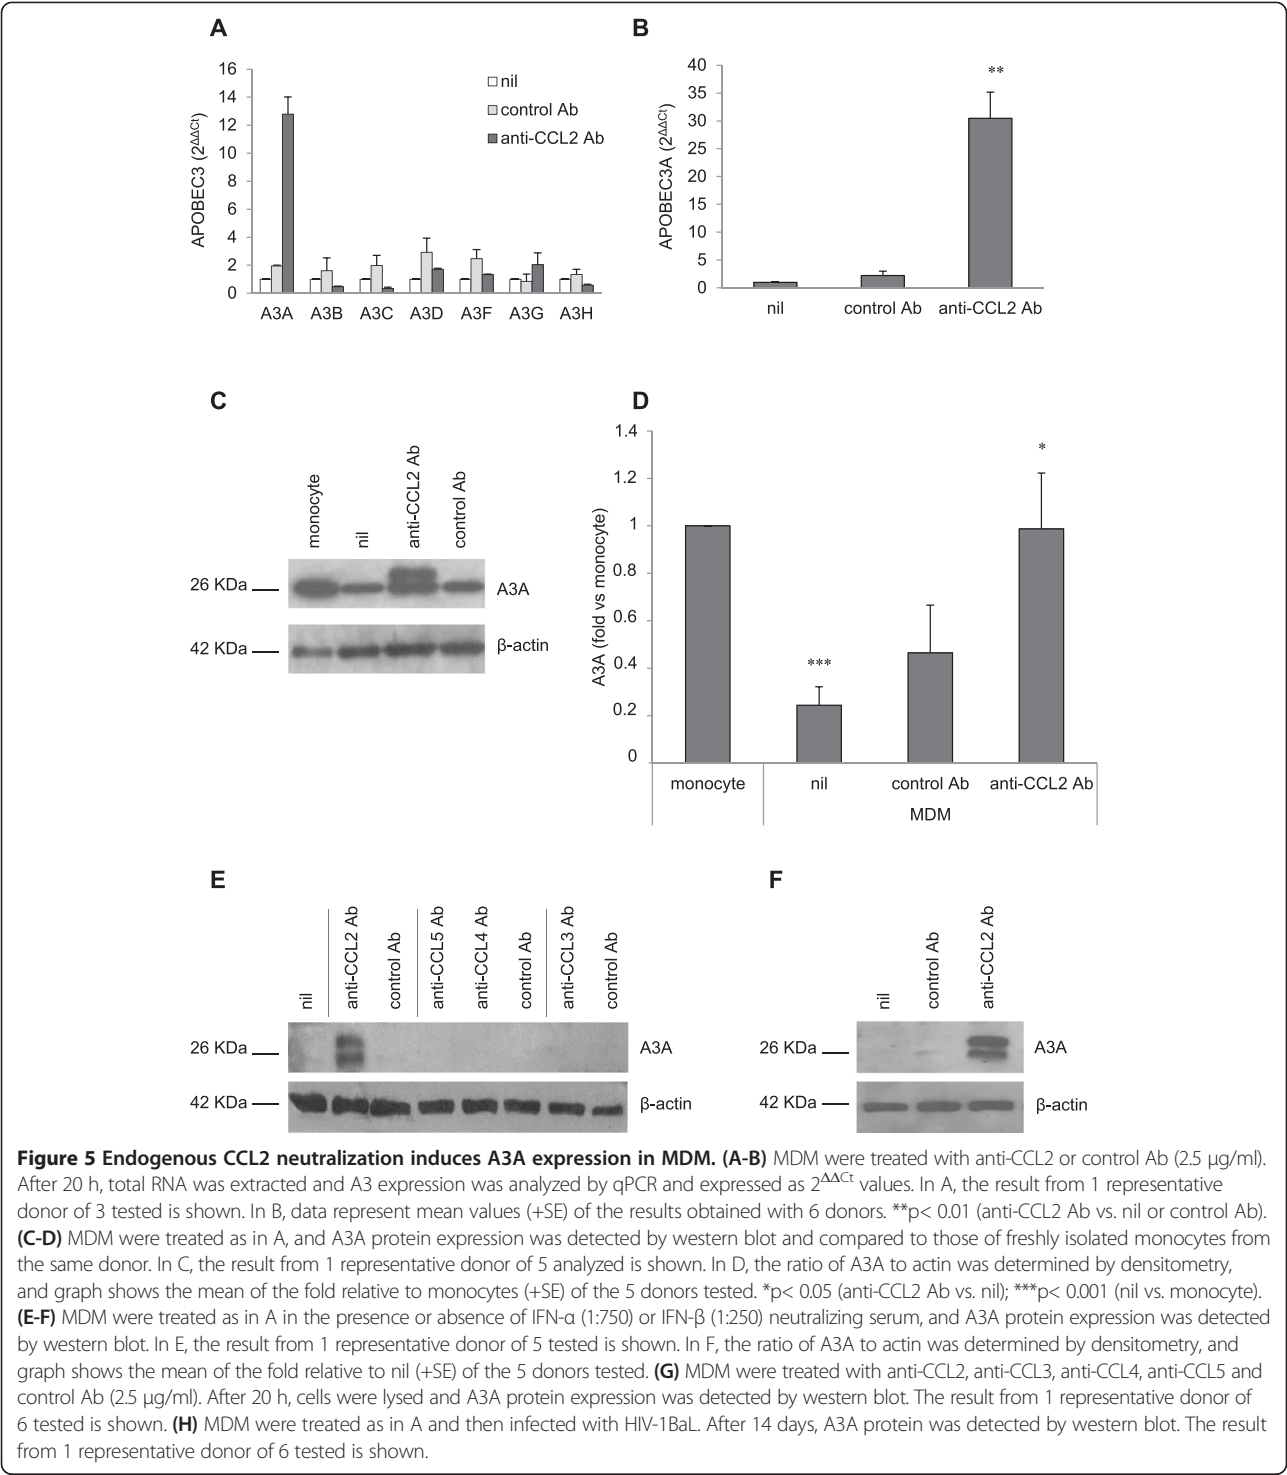 A
APOBEC3 (2ΔΔCt)
16
14
12
10
8
6
4
2
0
nil
control Ab
anti-CCL2 Ab
A3A A3B A3C A3D A3F A3G A3H
B
APOBEC3A (2ΔΔCt)
40
35
30
25
20
15
10
5
0
**
nil control Ab anti-CCL2 Ab
C
monocyte
nil
anti-CCL2 Ab
control Ab
26 KDa
A3A
42 KDa
β-actin
D
A3A (fold vs monocyte)
1.4
1.2
1
0.8
0.6
0.4
0.2
0
***
*
monocyte nil control Ab anti-CCL2 Ab
MDM
E
nil
anti-CCL2 Ab
control Ab
anti-CCL5 Ab
anti-CCL4 Ab
control Ab
anti-CCL3 Ab
control Ab
26 KDa
A3A
42 KDa
β-actin
F
nil
control Ab
anti-CCL2 Ab
26 KDa
A3A
42 KDa
β-actin
Figure 5 Endogenous CCL2 neutralization induces A3A expression in MDM. (A-B) MDM were treated with anti-CCL2 or control Ab (2.5 μg/ml).
After 20 h, total RNA was extracted and A3 expression was analyzed by qPCR and expressed as 2ΔΔCt values. In A, the result from 1 representative
donor of 3 tested is shown. In B, data represent mean values (+SE) of the results obtained with 6 donors. **p< 0.01 (anti-CCL2 Ab vs. nil or control Ab).
(C-D) MDM were treated as in A, and A3A protein expression was detected by western blot and compared to those of freshly isolated monocytes from
the same donor. In C, the result from 1 representative donor of 5 analyzed is shown. In D, the ratio of A3A to actin was determined by densitometry,
and graph shows the mean of the fold relative to monocytes (+SE) of the 5 donors tested. *p< 0.05 (anti-CCL2 Ab vs. nil); ***p< 0.001 (nil vs. monocyte).
(E-F) MDM were treated as in A in the presence or absence of IFN-α (1:750) or IFN-β (1:250) neutralizing serum, and A3A protein expression was detected
by western blot. In E, the result from 1 representative donor of 5 tested is shown. In F, the ratio of A3A to actin was determined by densitometry, and
graph shows the mean of the fold relative to nil (+SE) of the 5 donors tested. (G) MDM were treated with anti-CCL2, anti-CCL3, anti-CCL4, anti-CCL5 and
control Ab (2.5 μg/ml). After 20 h, cells were lysed and A3A protein expression was detected by western blot. The result from 1 representative donor of
6 tested is shown. (H) MDM were treated as in A and then infected with HIV-1BaL. After 14 days, A3A protein was detected by western blot. The result
from 1 representative donor of 6 tested is shown.